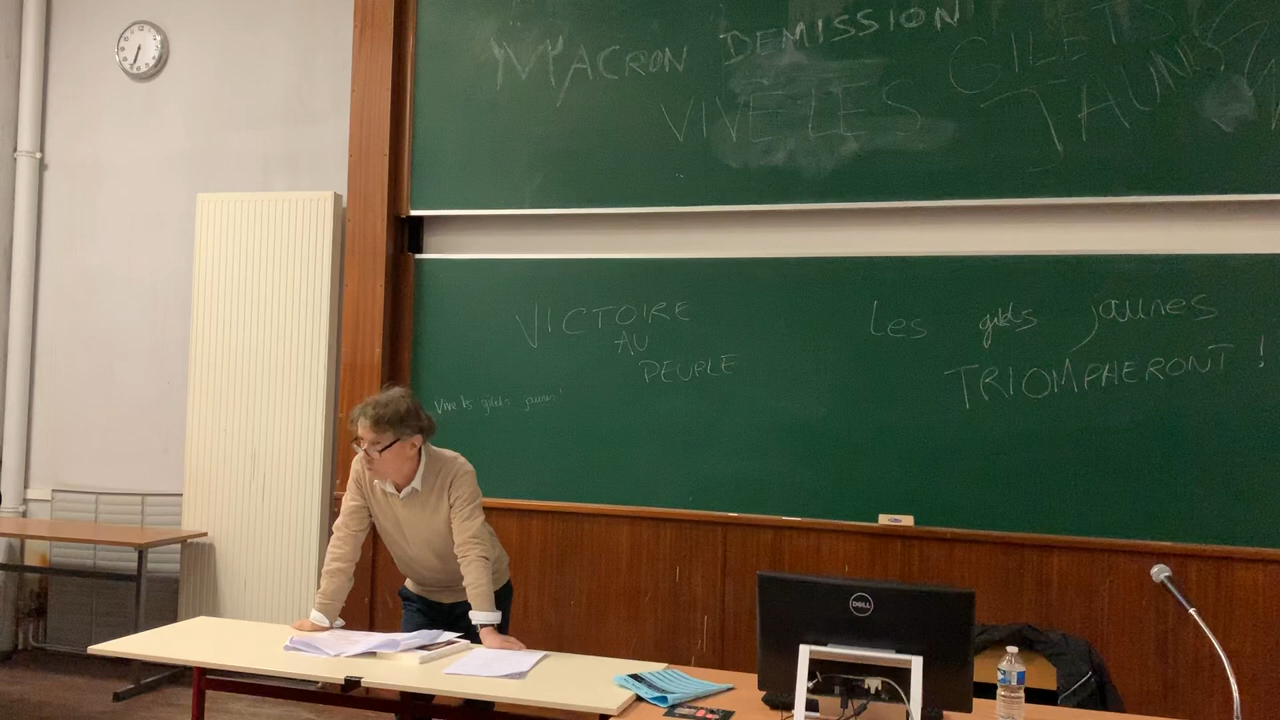 MACRON DEMISSION
VIVE LES GILETS
JAUNES
VICTOIRE
AU
PEUPLE
Vive les gilets jaunes!
Les gilets jaunes
TRIOMPHERONT !
DELL